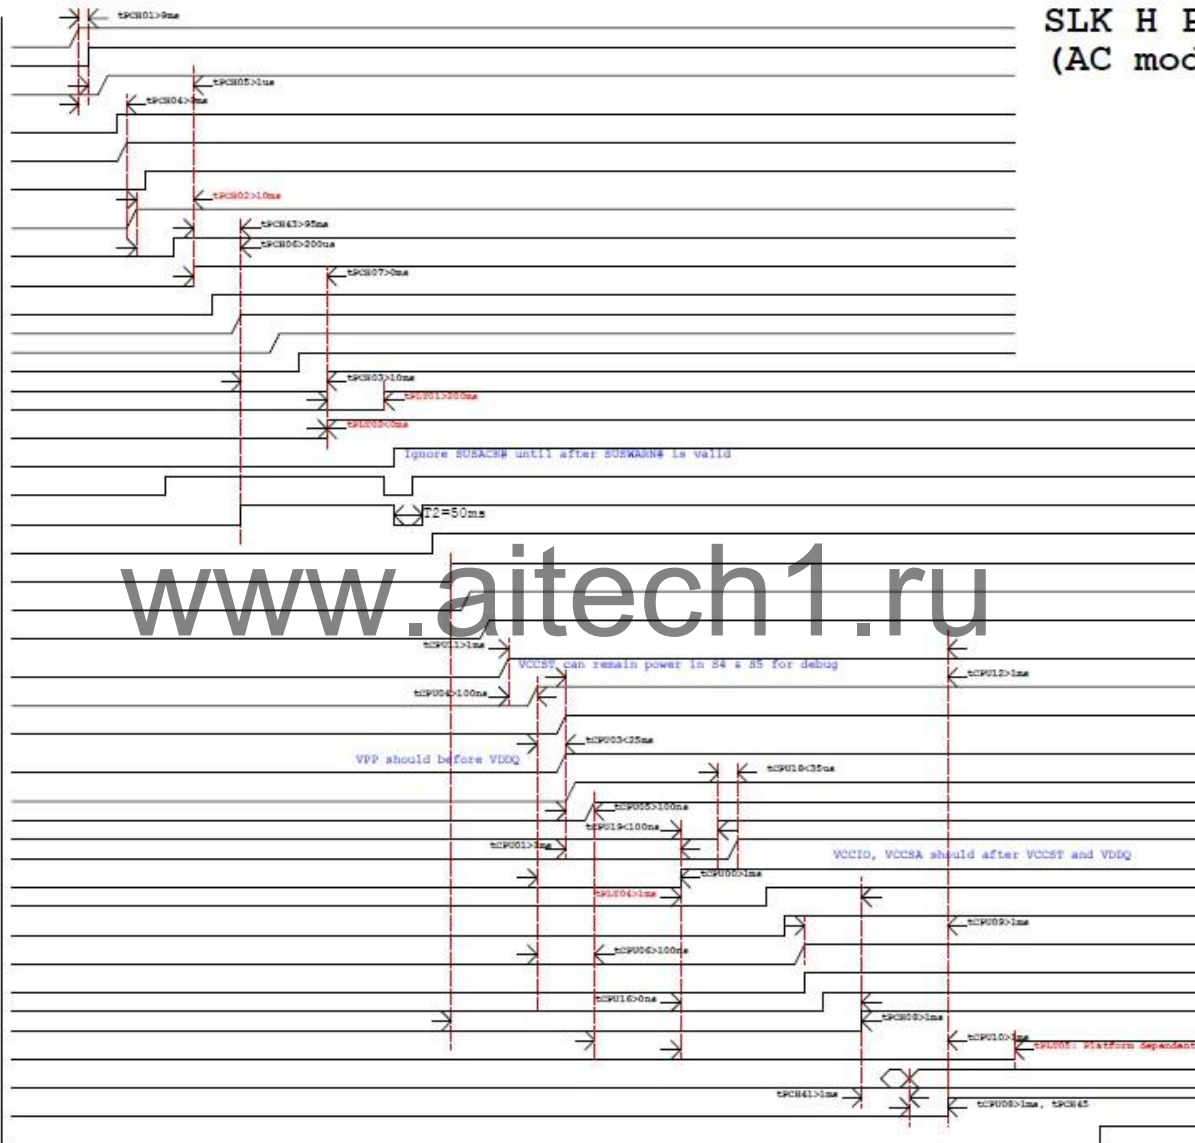 tPCH01>9ms
SLK H
(AC mod
tPCH05>1us
tPCH04>9ms
tPCH02>10ms
tPCH43>95ms
tPCH06>200us
tPCH07>0ms
tPCH03>10ms
tPLT01>200ms
tPLT02<0ms
Ignore SUSACK# until after SUSWARN# is valid
T2=50ms
www.aitech1.ru
tCPU11>1ms
VCCST can remain power in S4 & S5 for debug
tCPU12>1ms
tCPU04>100ns
tCPU03<25ms
VPP should before VDDQ
tCPU18<35us
tCPU05>100ns
tCPU19<100ns
tCPU01>1ms
VCCIO, VCCSA should after VCCST and VDDQ
tCPU00>1ms
tPLT04>1ms
tCPU09>1ms
tCPU06>100ns
tCPU16>0ns
tPCH08>1ms
tCPU10>1ms
tPLT05: Platform dependent
tPCH41>1ms
tCPU08>1ms, tPCH45